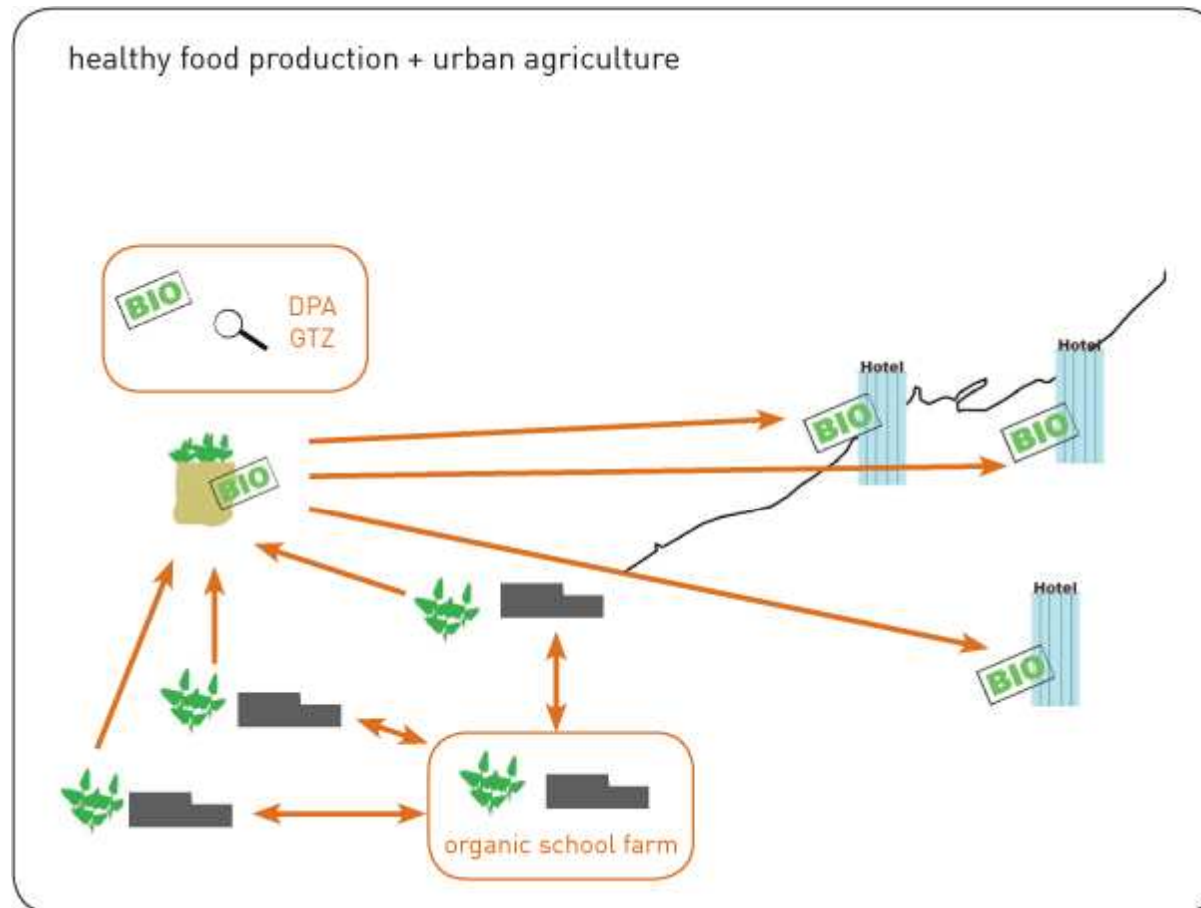 healthy food production + urban agriculture
BIO
DPA
GTZ
Hotel
Hotel
BIO
BIO
BIO
Hotel
BIO
organic school farm